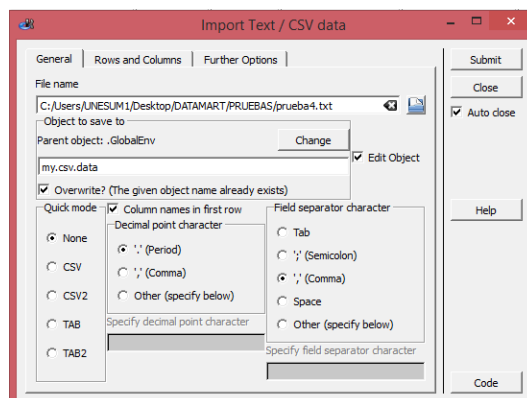 Import Text / CSV data
General
Rows and Columns
Further Options
Submit
File name
Close
C:/Users/UNESUM1/Desktop/DATAMART/PRUEBAS/prueba4.txt
Auto close
Object to save to
Parent object: .GlobalEnv
Change
Edit Object
my.csv.data
Overwrite? (The given object name already exists)
Help
Quick mode
None
CSV
CSV2
TAB
TAB2
Column names in first row
Decimal point character
'.' (Period)
',' (Comma)
Other (specify below)
Specify decimal point character
Field separator character
Tab
';' (Semicolon)
',' (Comma)
Space
Other (specify below)
Specify field separator character
Code